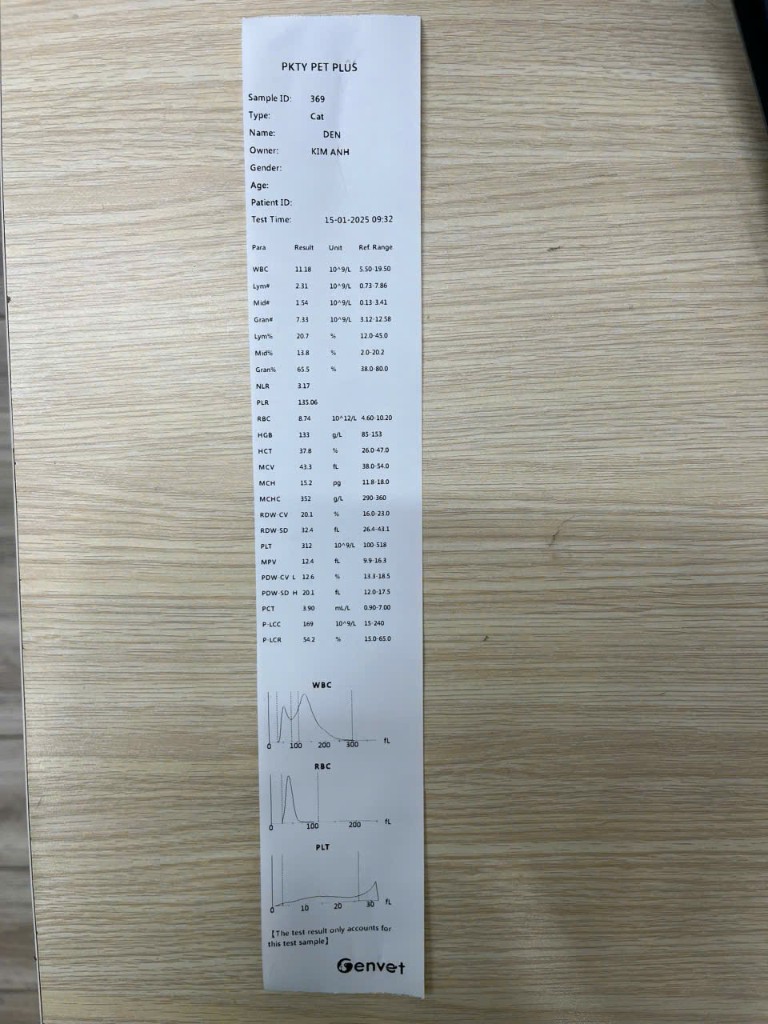 PKTY PET PLUS
Sample ID: 369
Type: Cat
Name: DEN
Owner: KIM ANH
Gender:
Age:
Patient ID:
Test Time: 15-01-2025 09:32
Para Result Unit Ref Range
WBC 11.18 10^9/L 5.50-19.50
Lym# 2.31 10^9/L 0.73-7.86
Mid# 1.54 10^9/L 0.13-3.41
Gran# 7.33 10^9/L 3.12-12.58
Lym% 20.7 % 12.0-45.0
Mid% 13.8 % 2.0-20.2
Gran% 65.5 % 38.0-80.0
NLR 3.17
PLR 135.06
RBC 8.74 10^12/L 4.60-10.20
HGB 133 g/L 85-153
HCT 37.8 % 26.0-47.0
MCV 43.3 fL 38.0-54.0
MCH 15.2 pg 11.8-18.0
MCHC 352 g/L 290-360
RDW-CV 20.1 % 16.0-23.0
RDW-SD 32.4 fL 26.4-43.1
PLT 312 10^9/L 100-518
MPV 12.4 fL 9.9-16.3
PDW-CV L 12.6 % 13.3-18.5
PDW-SD H 20.1 fL 12.0-17.5
PCT 3.90 mL/L 0.90-7.00
P-LCC 169 10^9/L 15-240
P-LCR 54.2 % 15.0-65.0
WBC
0 100 200 300 fL
RBC
0 100 200 fL
PLT
0 10 20 30 fL
【The test result only accounts for
this test sample】
Genvet